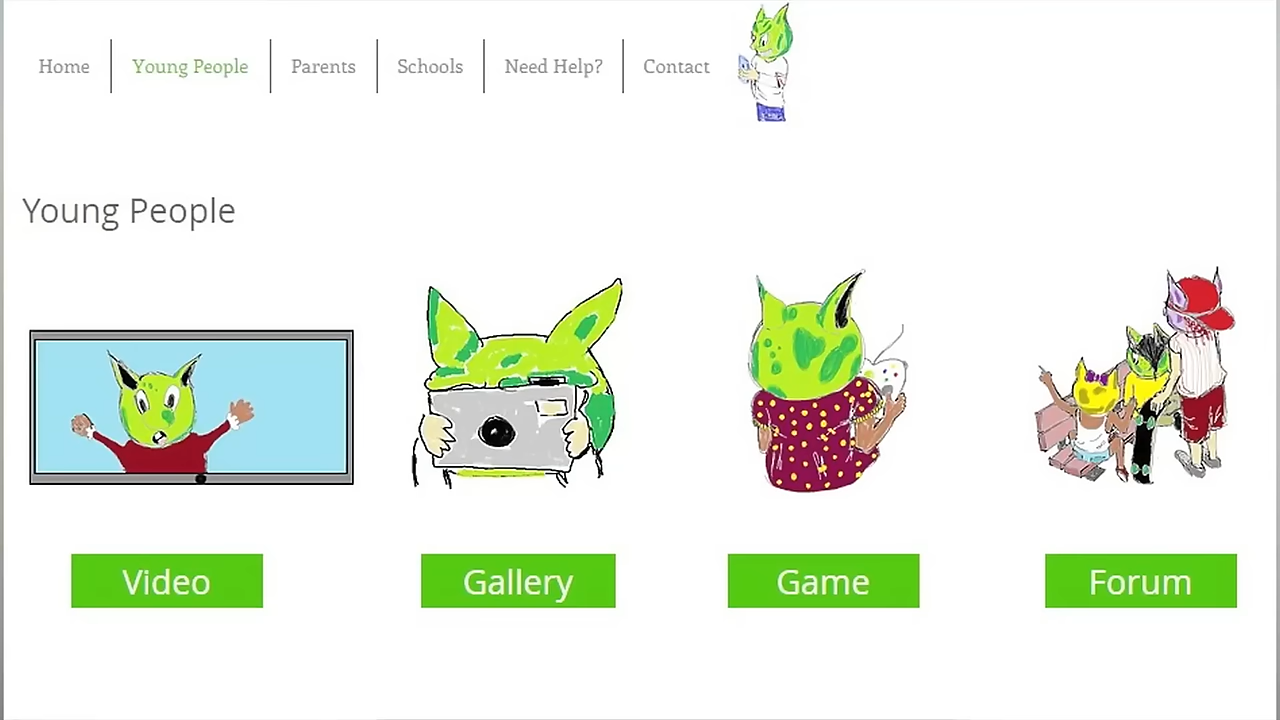 Home
Young People
Parents
Schools
Need Help?
Contact
Young People
Video
Gallery
Game
Forum